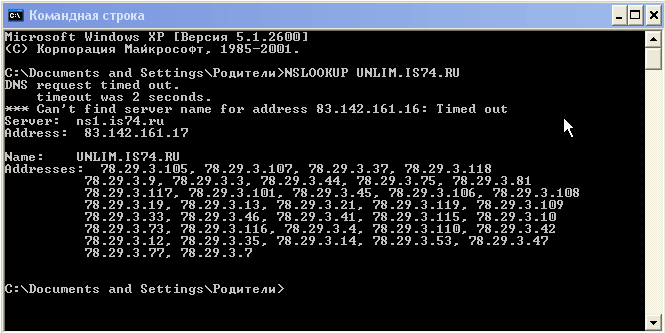 Командная строка
Microsoft Windows XP [Версия 5.1.2600]
(C) Корпорация Майкрософт, 1985-2001.
C:\Documents and Settings\Родители>NSLOOKUP UNLIM.IS74.RU
DNS request timed out.
timeout was 2 seconds.
*** Can't find server name for address 83.142.161.16: Timed out
Server:  ns1.is74.ru
Address:  83.142.161.17
Name:    UNLIM.IS74.RU
Addresses:  78.29.3.105, 78.29.3.107, 78.29.3.37, 78.29.3.118
78.29.3.9, 78.29.3.3, 78.29.3.44, 78.29.3.75, 78.29.3.81
78.29.3.117, 78.29.3.101, 78.29.3.45, 78.29.3.106, 78.29.3.108
78.29.3.19, 78.29.3.13, 78.29.3.21, 78.29.3.119, 78.29.3.109
78.29.3.33, 78.29.3.46, 78.29.3.41, 78.29.3.115, 78.29.3.10
78.29.3.73, 78.29.3.116, 78.29.3.4, 78.29.3.110, 78.29.3.42
78.29.3.12, 78.29.3.35, 78.29.3.14, 78.29.3.53, 78.29.3.47
78.29.3.77, 78.29.3.7
C:\Documents and Settings\Родители>